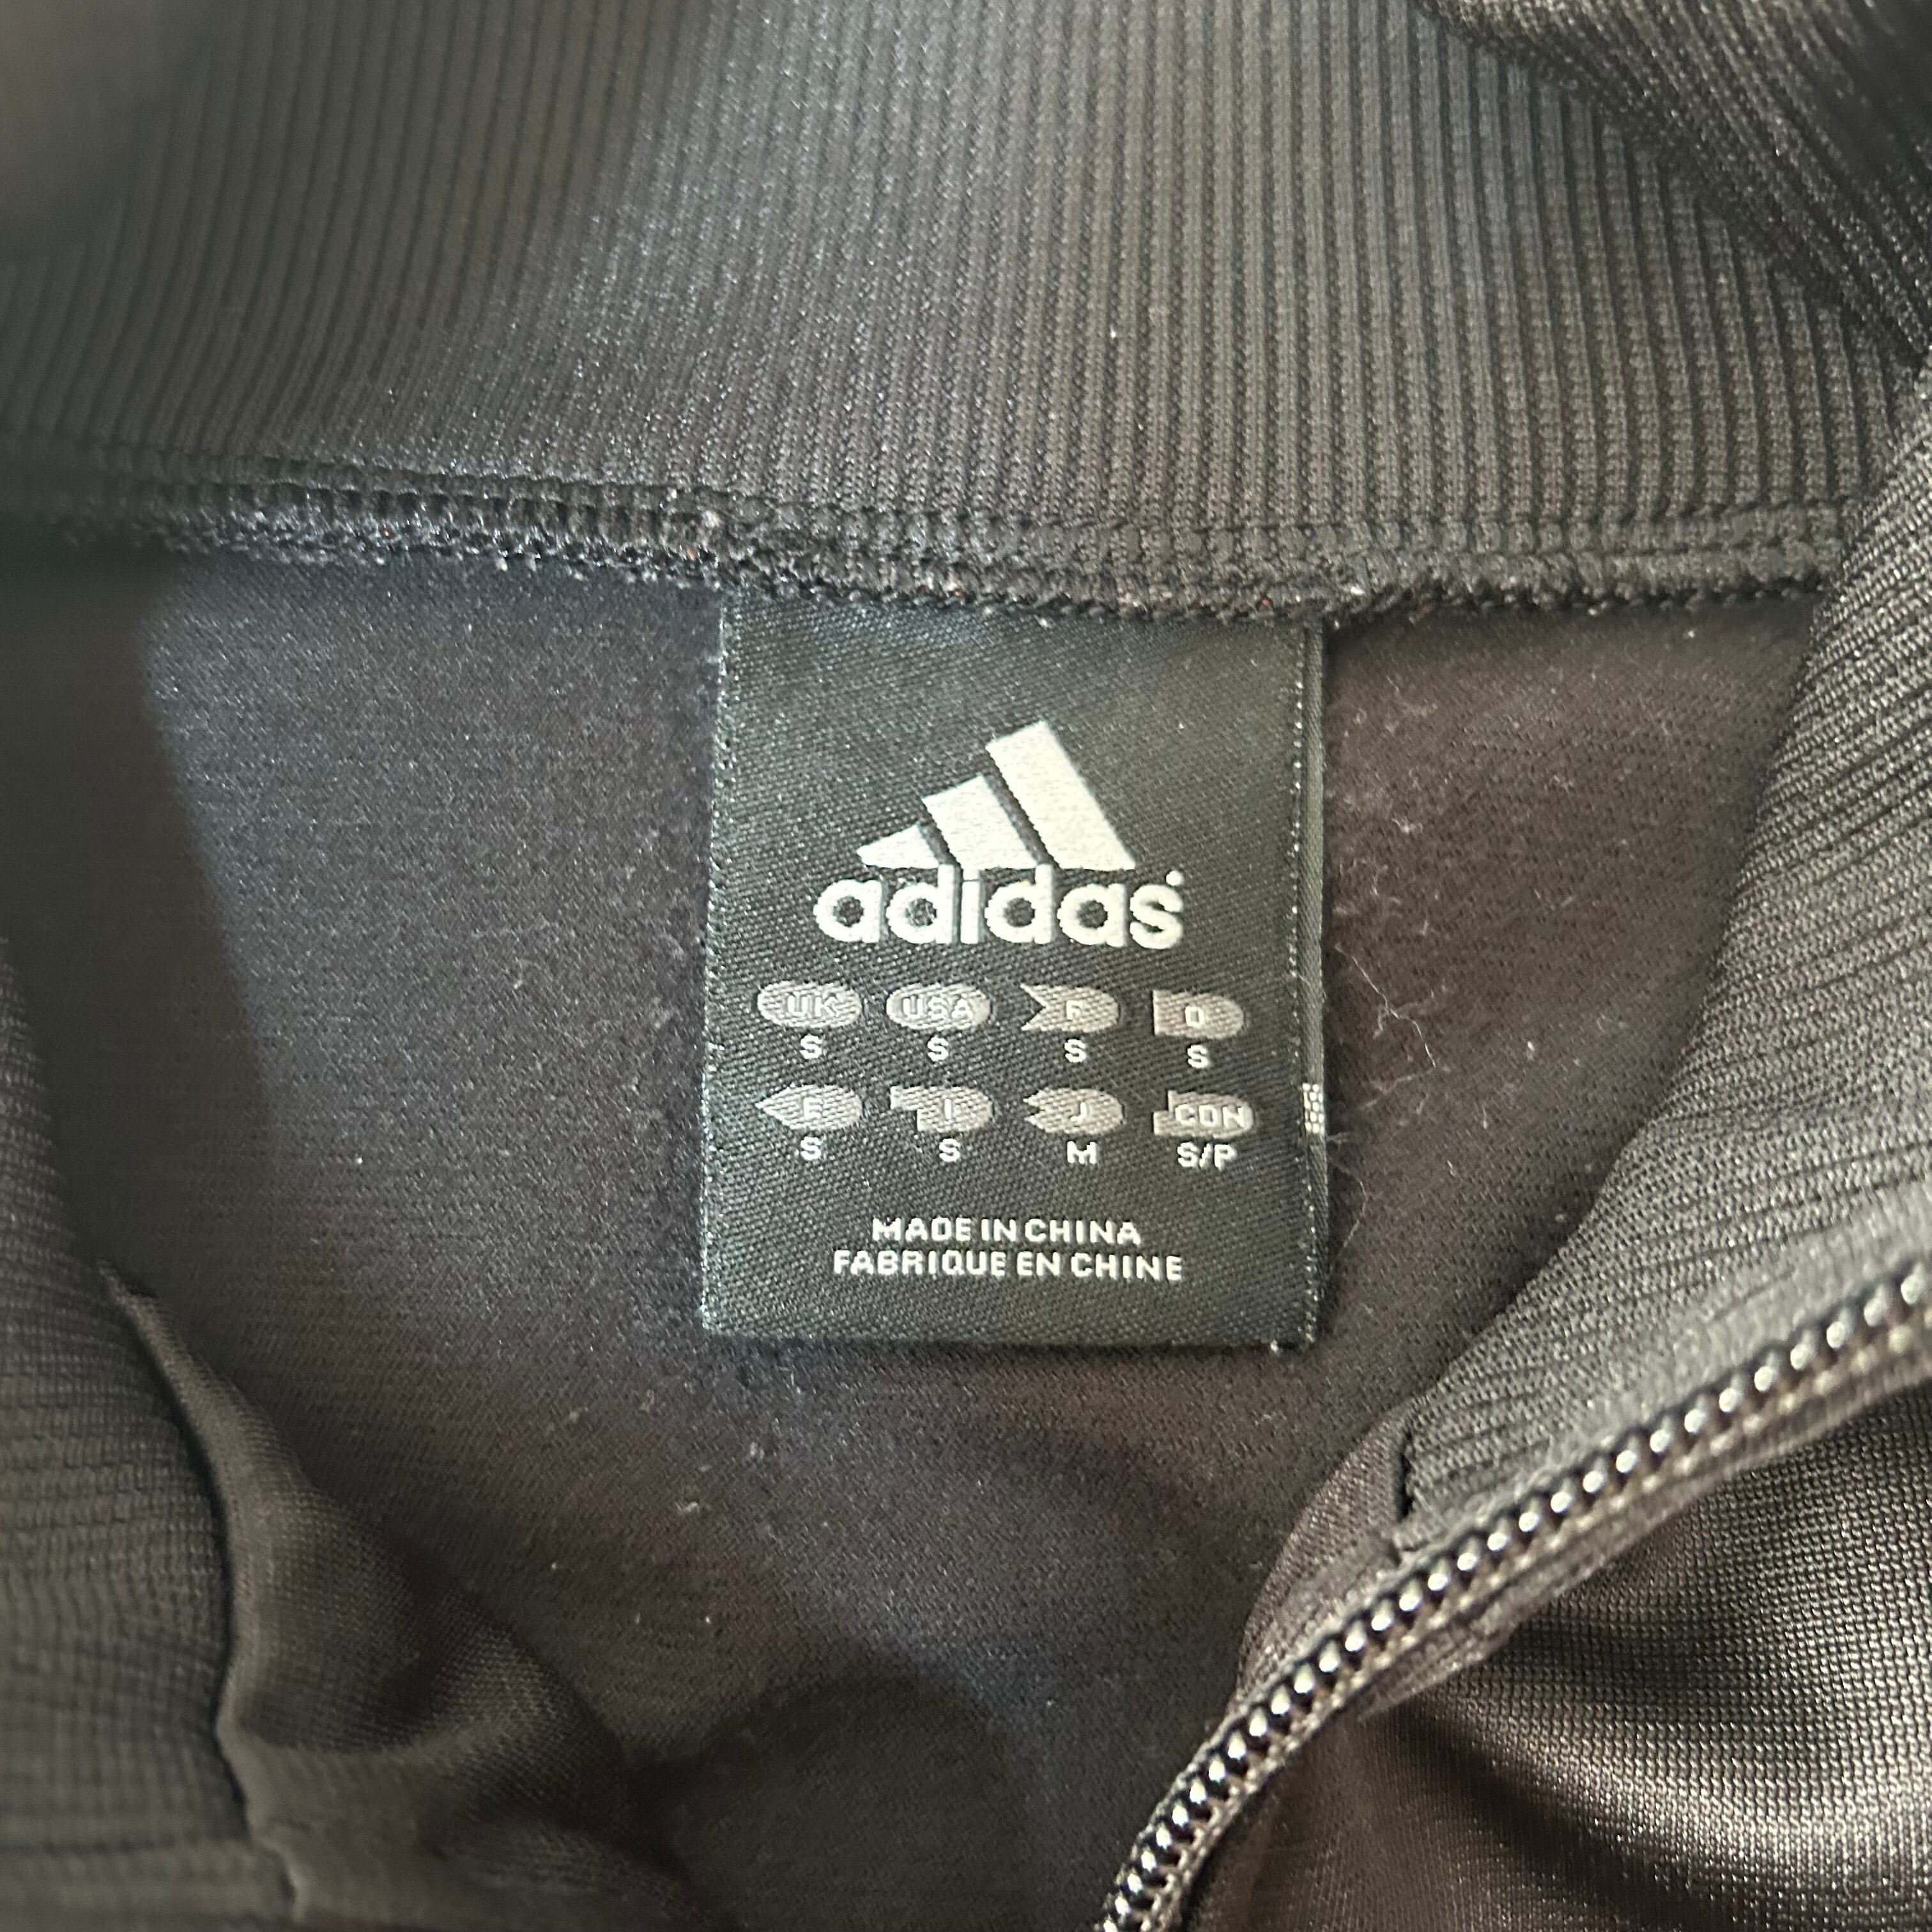 adidas
UK USA F D
S S S S
E I J CDN
S S M S/P
MADE IN CHINA
FABRIQUE EN CHINE